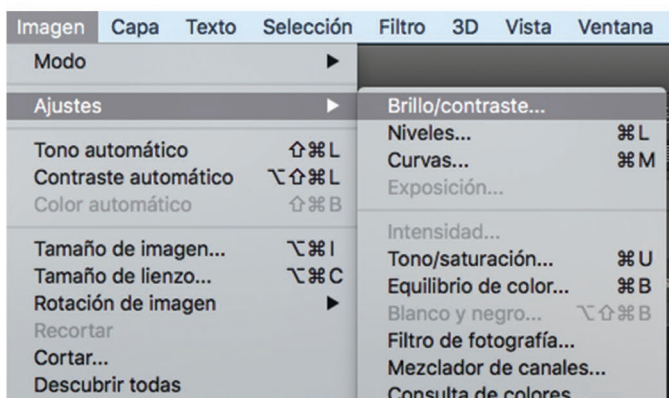 Imagen Capa Texto Selección Filtro 3D Vista Ventana
Modo ▶
Ajustes ▶
Tono automático ⇧⌘L
Contraste automático ⌥⇧⌘L
Color automático ⇧⌘B
Tamaño de imagen... ⌥⌘I
Tamaño de lienzo... ⌥⌘C
Rotación de imagen ▶
Recortar
Cortar...
Descubrir todas
Brillo/contraste...
Niveles... ⌘L
Curvas... ⌘M
Exposición...
Intensidad...
Tono/saturación... ⌘U
Equilibrio de color... ⌘B
Blanco y negro... ⌥⇧⌘B
Filtro de fotografía...
Mezclador de canales...
Consulta de colores